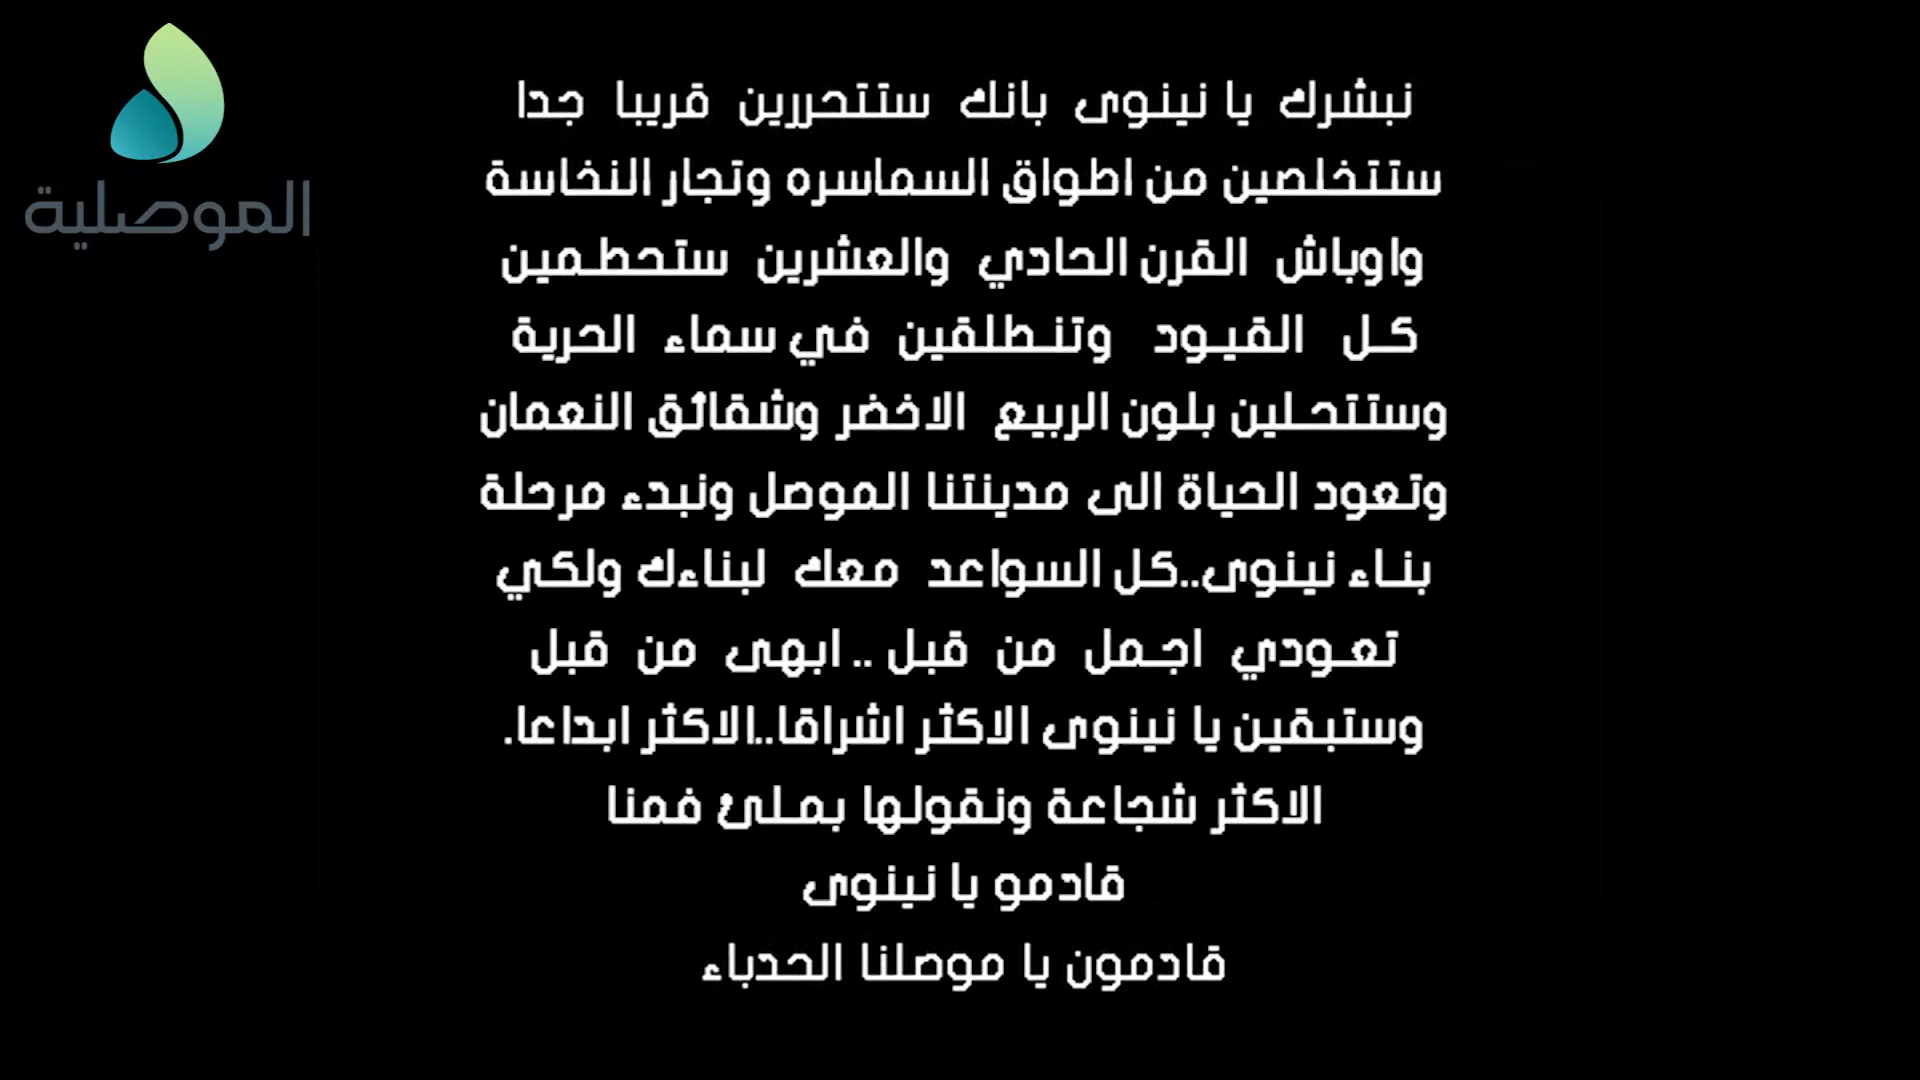 الموصلية
نبشرك يا نينوى بانك ستتحررين قريبا جدا
ستتخلصين من اطواق السماسره وتجار النخاسة
واوباش القرن الحادي والعشرين ستحطمين
كل القيود وتنطلقين في سماء الحرية
وستتحلين بلون الربيع الاخضر وشقائق النعمان
وتعود الحياة الى مدينتنا الموصل ونبدء مرحلة
بناء نينوى..كل السواعد معك لبناءك ولكي
تعودي اجمل من قبل .. ابهى من قبل
وستبقين يا نينوى الاكثر اشراقا..الاكثر ابداعا.
الاكثر شجاعة ونقولها بملئ فمنا
قادمو يا نينوى
قادمون يا موصلنا الحدباء